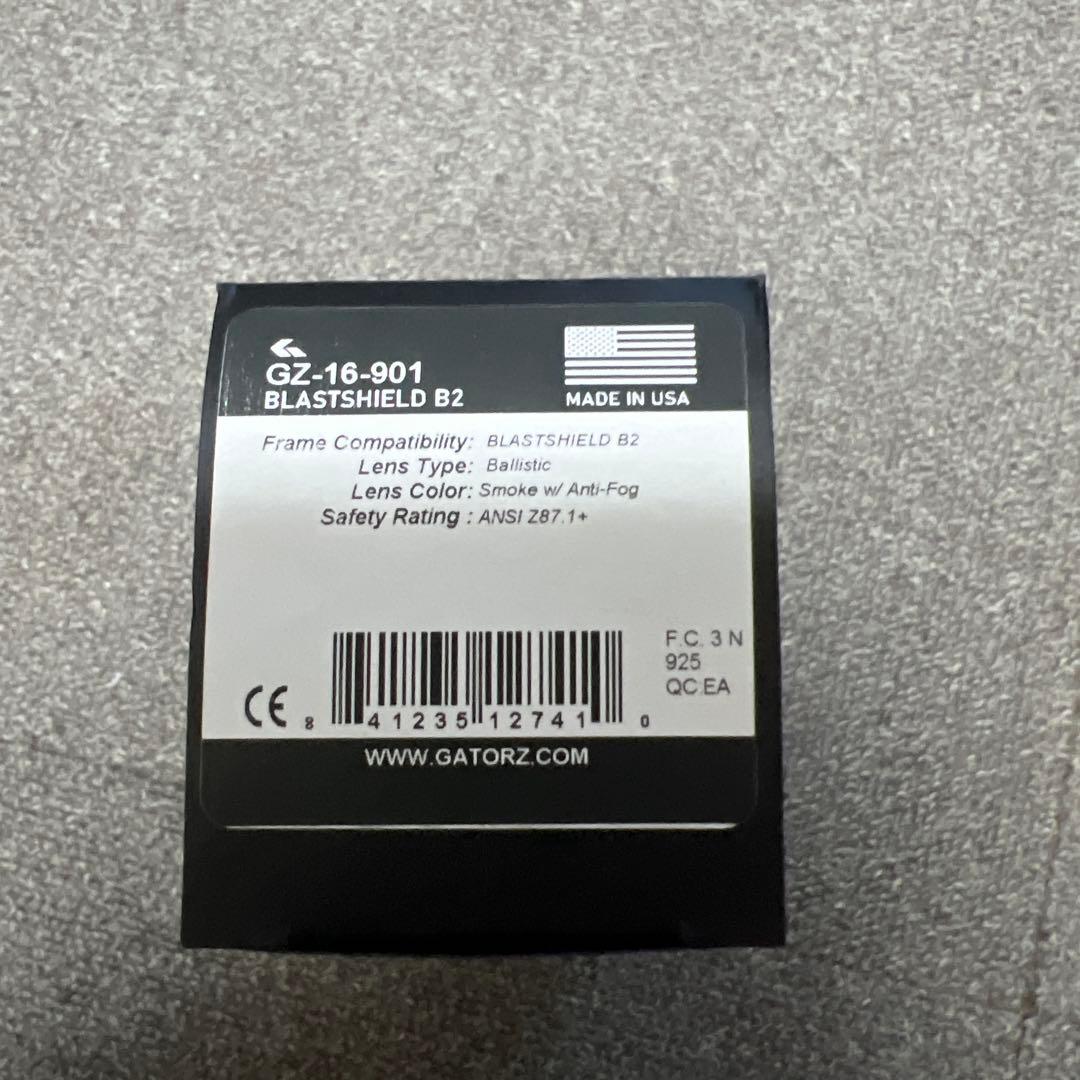 GZ-16-901
BLASTSHIELD B2
MADE IN USA
Frame Compatibility: BLASTSHIELD B2
Lens Type: Ballistic
Lens Color: Smoke w/ Anti-Fog
Safety Rating : ANSI Z87.1+
F.C. 3 N
925
QC:EA
CE
8 41235 12741 0
WWW.GATORZ.COM